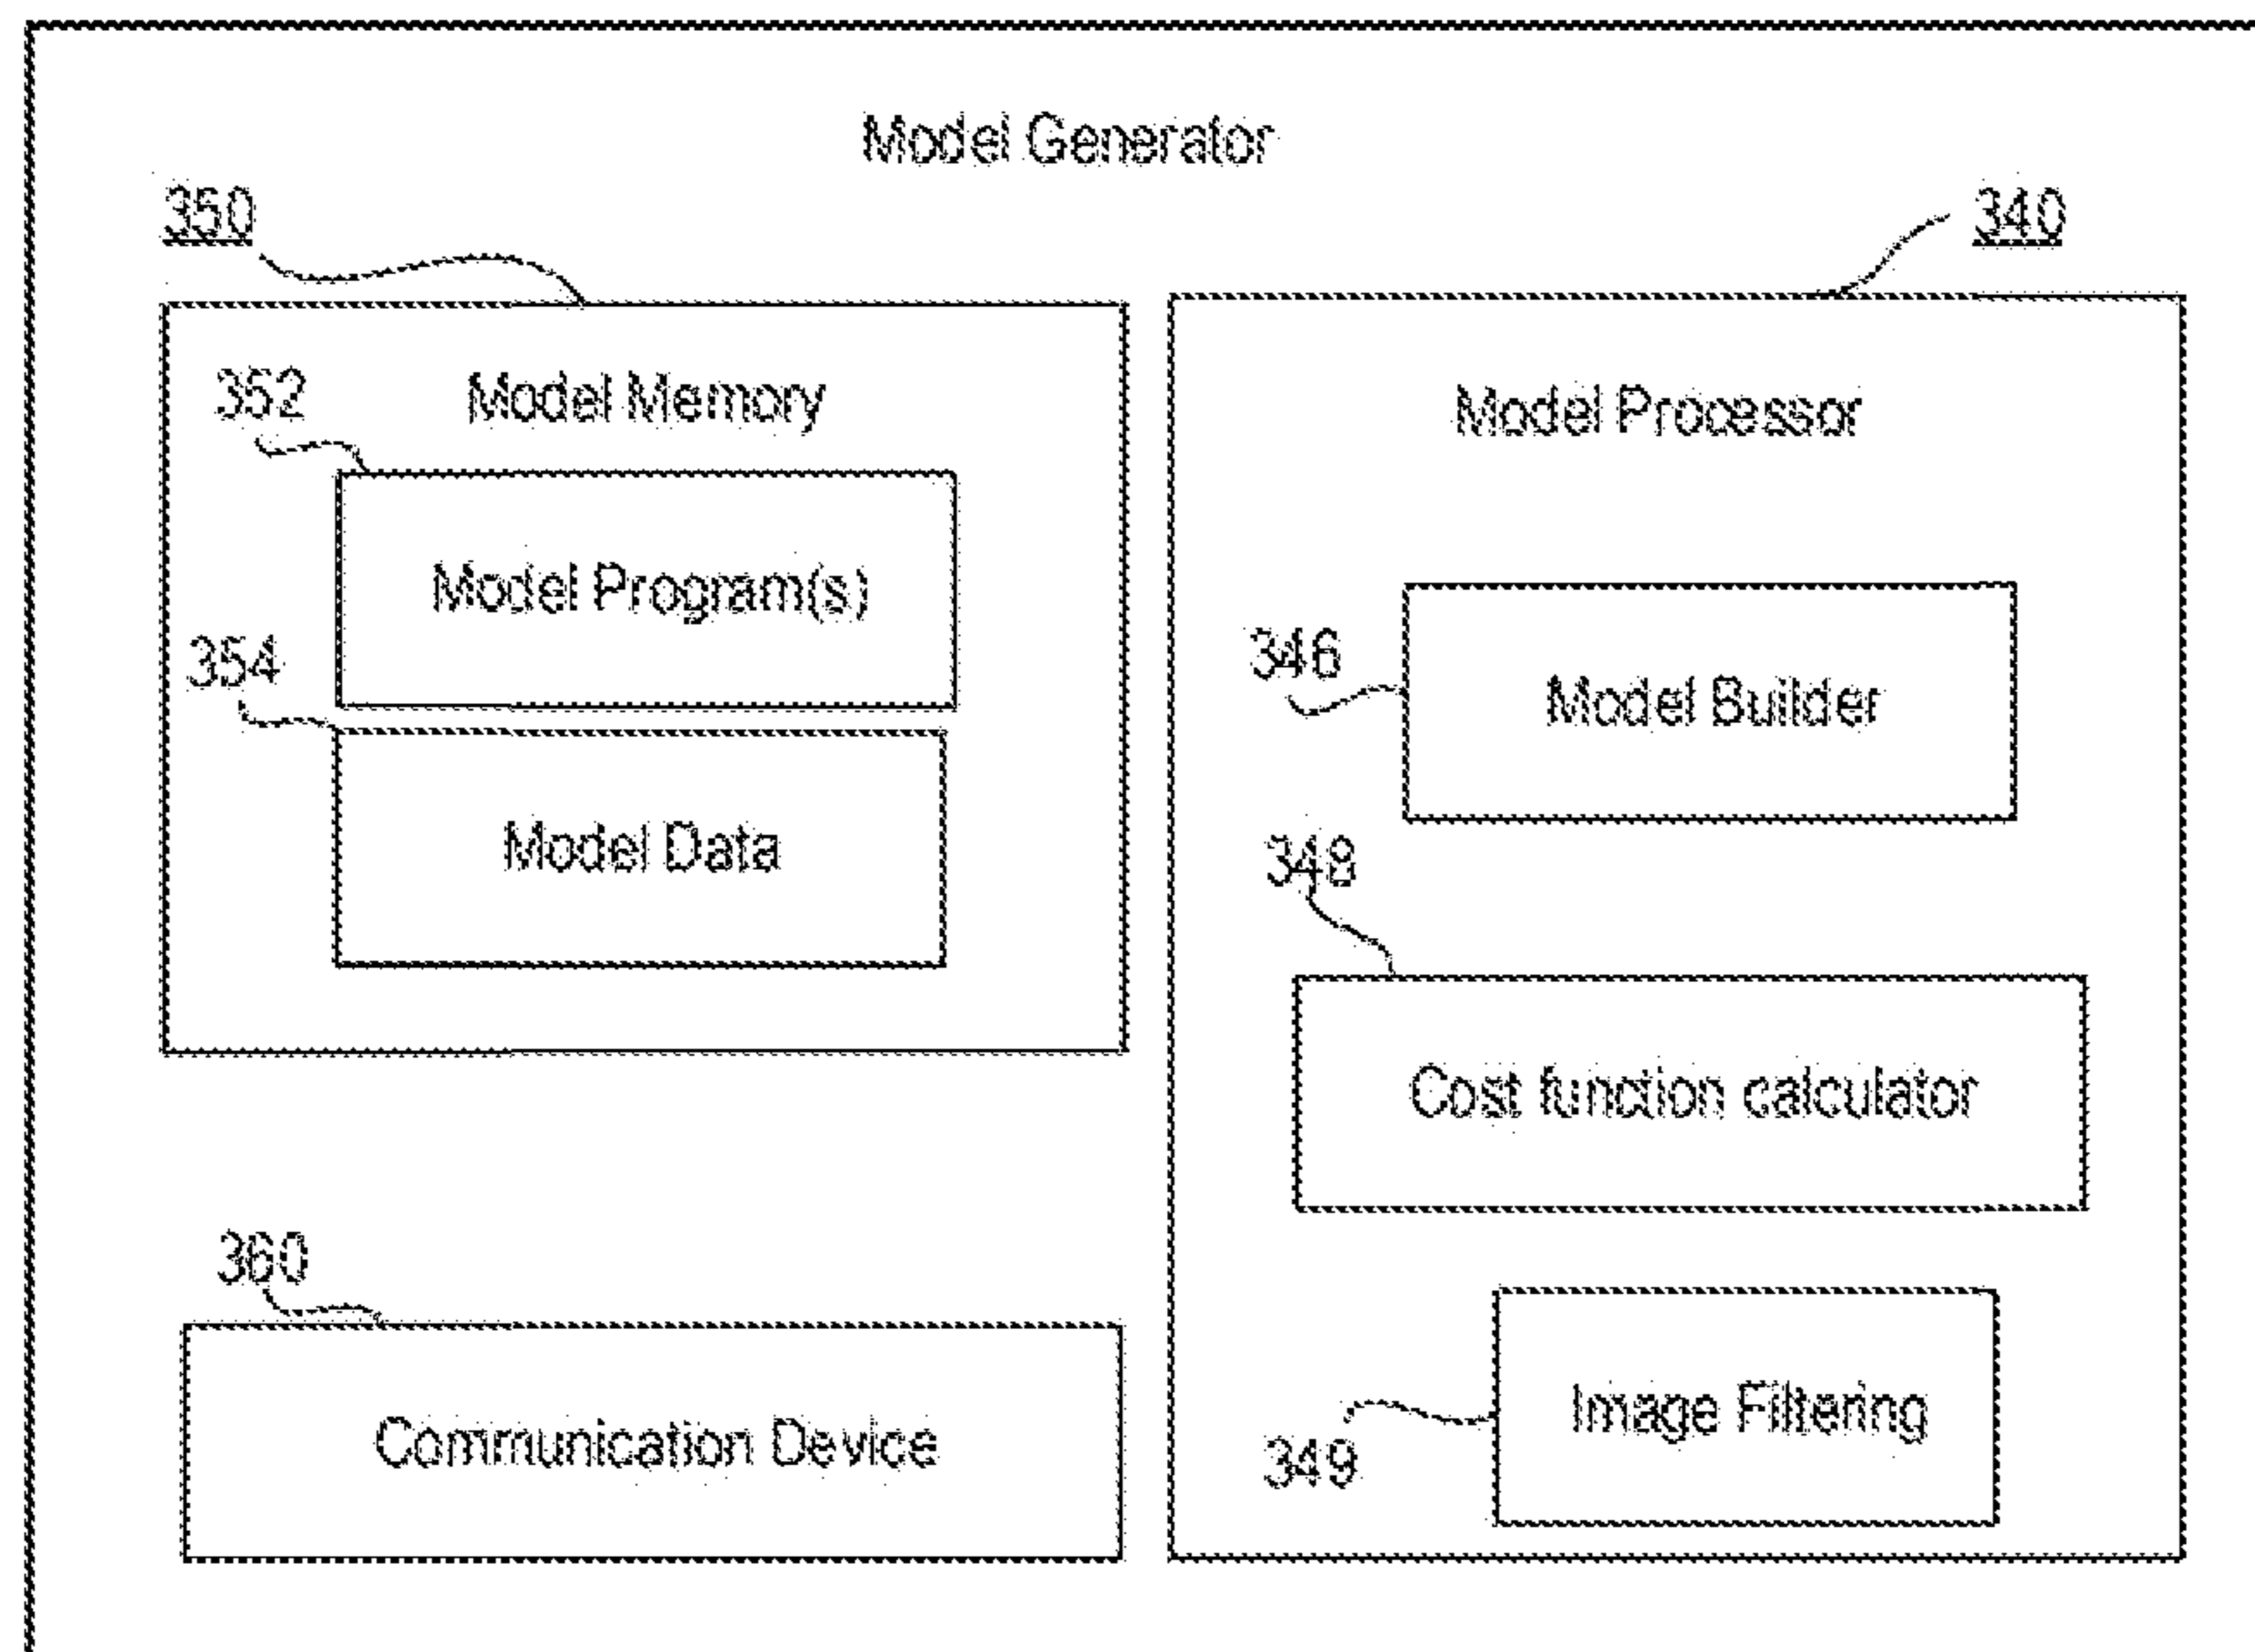 Model Generator
350
340
352
Model Memory
Model Processor
Model Program(s)
354
346
Model Builder
Model Data
348
Cost function calculator
360
Communication Device
Image Filtering
349